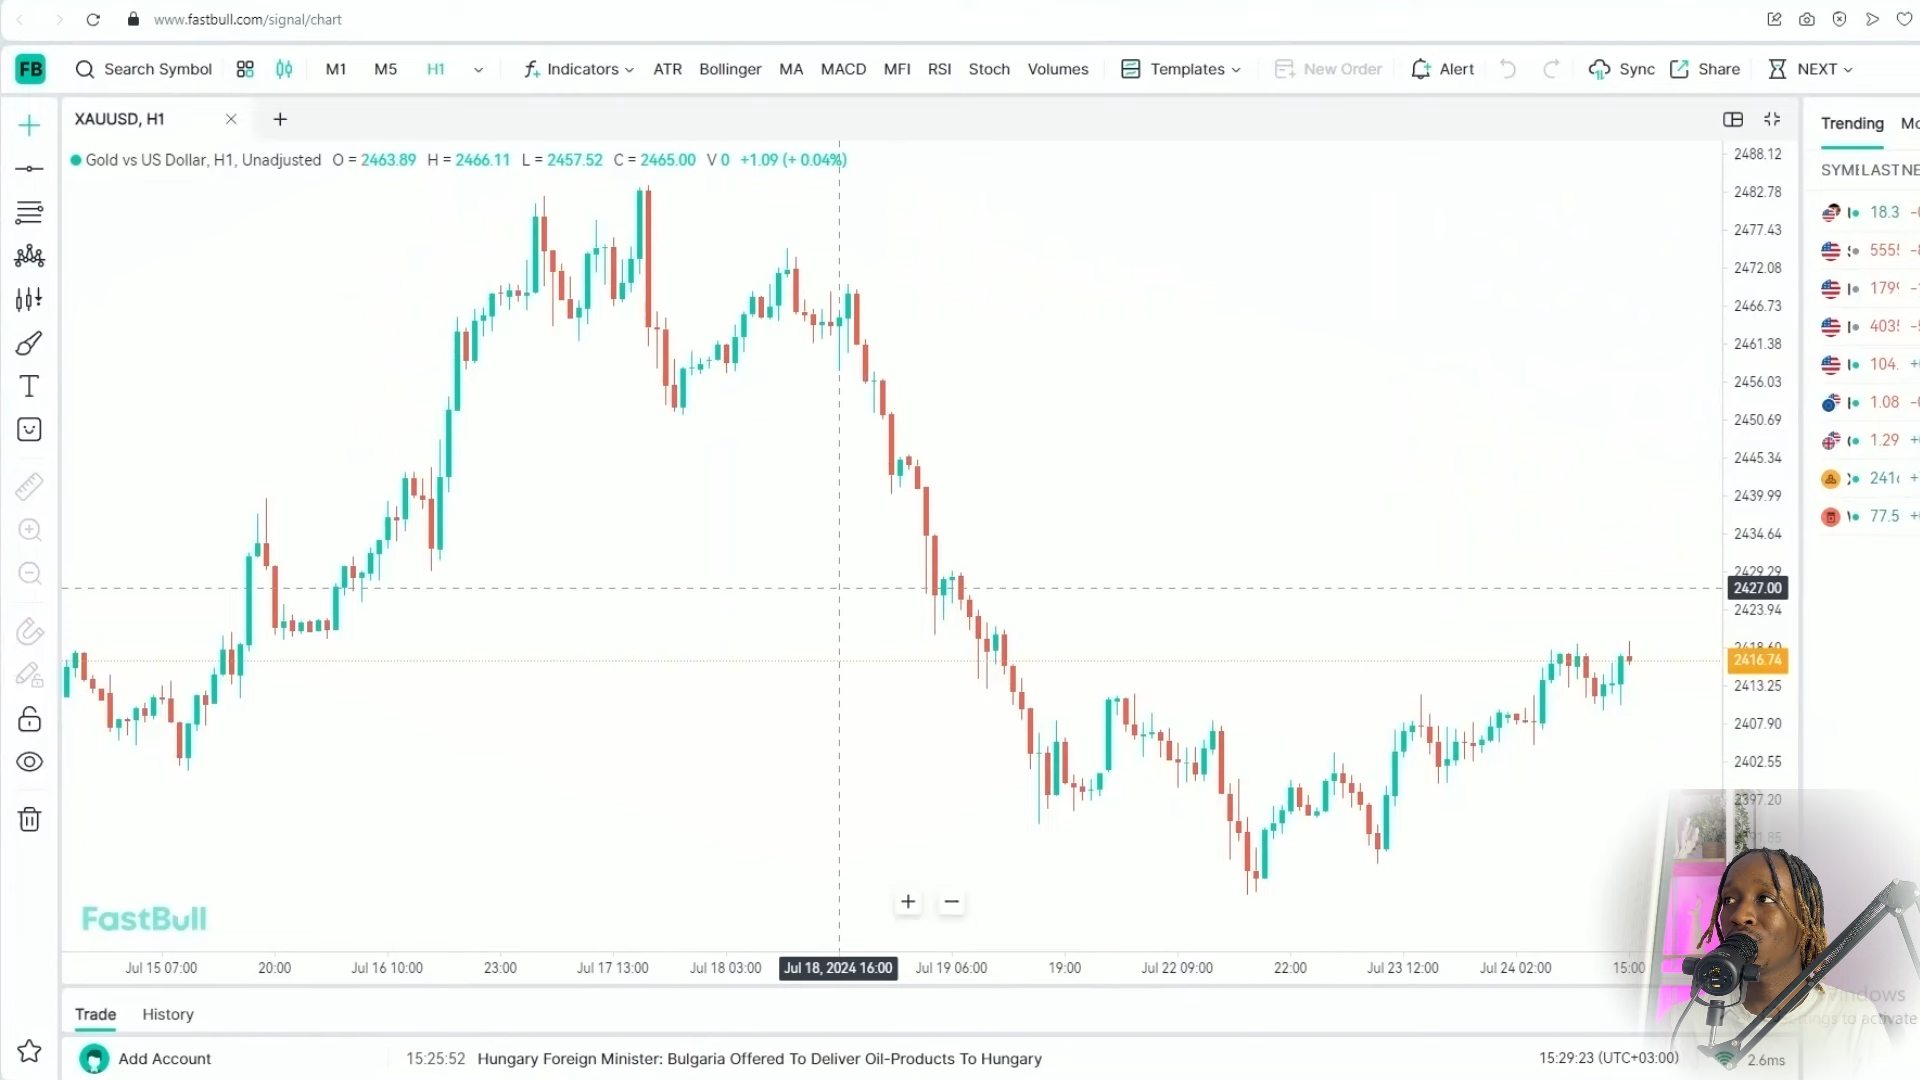 www.fastbull.com/signal/chart
FB Search Symbol M1 M5 H1 Indicators ATR Bollinger MA MACD MFI RSI Stoch Volumes Templates New Order Alert Sync Share NEXT
XAUUSD, H1
Trending
Gold vs US Dollar, H1, Unadjusted O = 2463.89 H = 2466.11 L = 2457.52 C = 2465.00 V 0 +1.09 (+ 0.04%)
2488.12
2482.78
2477.43
2472.08
2466.73
2461.38
2456.03
2450.69
2445.34
2439.99
2434.64
2429.29
2427.00
2423.94
2416.74
2413.25
2407.90
2402.55
2397.20
18.3
104.
1.08
1.29
77.5
FastBull
Jul 15 07:00 20:00 Jul 16 10:00 23:00 Jul 17 13:00 Jul 18 03:00 Jul 18, 2024 16:00 Jul 19 06:00 19:00 Jul 22 09:00 22:00 Jul 23 12:00 Jul 24 02:00 15:00
Trade History
Add Account 15:25:52 Hungary Foreign Minister: Bulgaria Offered To Deliver Oil-Products To Hungary 15:29:23 (UTC+03:00) 2.6ms